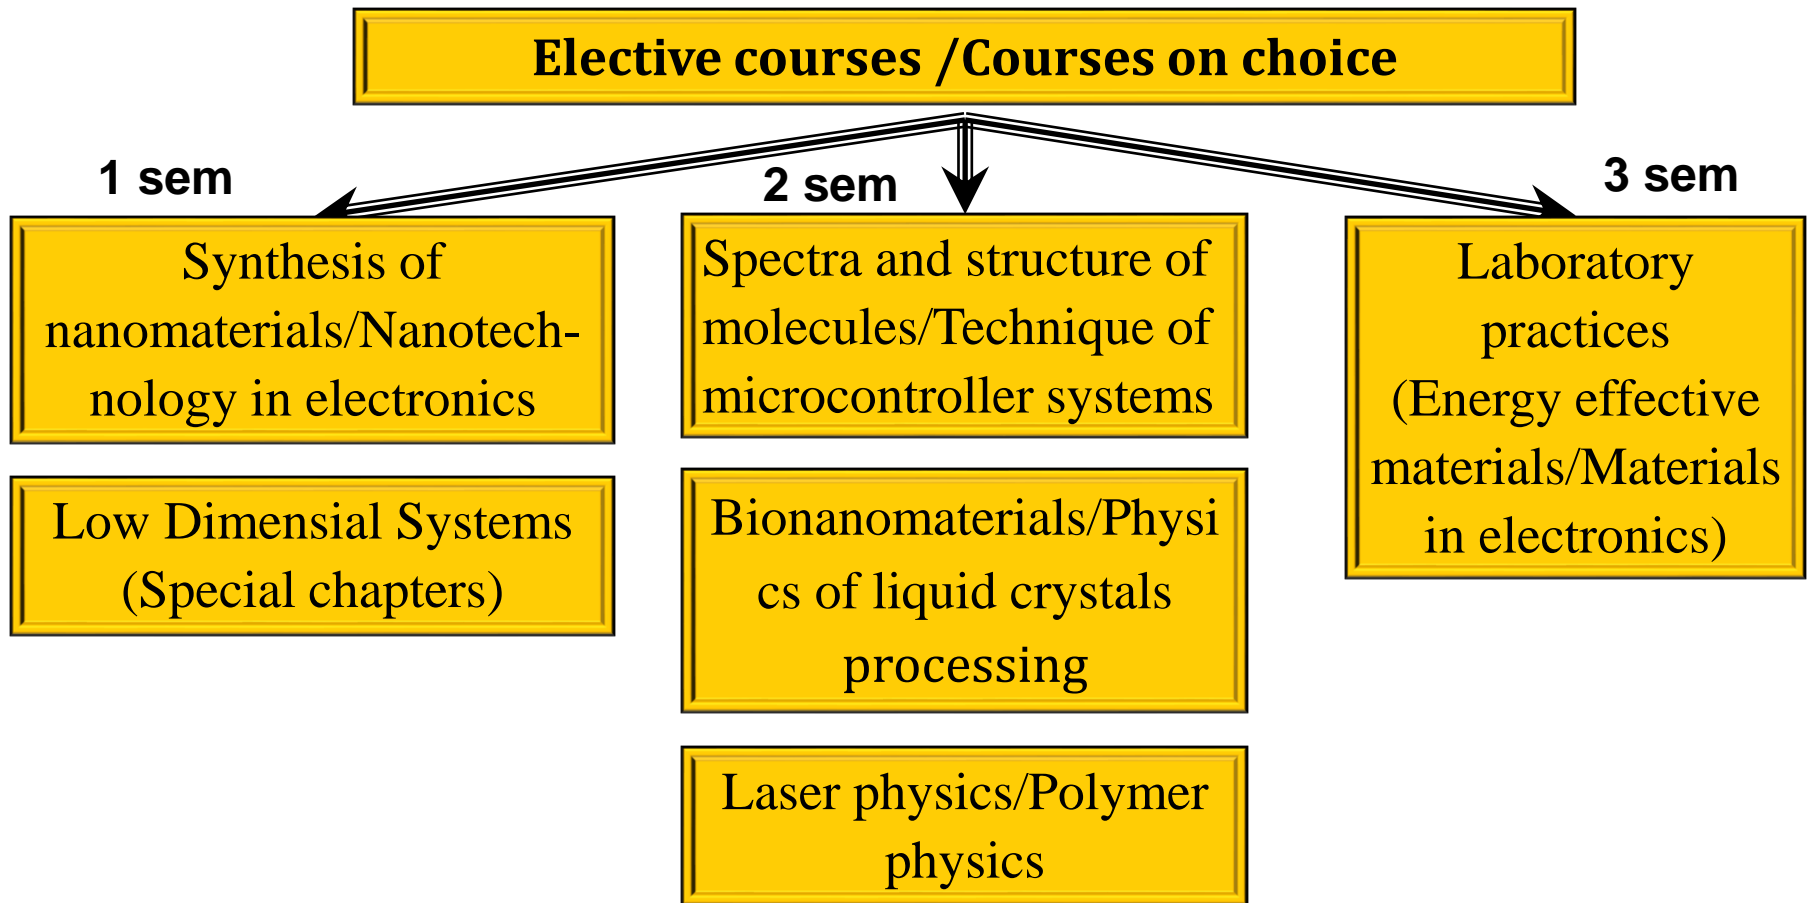 Elective courses /Courses on choice
1 sem
Synthesis of
nanomaterials/Nanotech-
nology in electronics
Low Dimensial Systems
(Special chapters)
2 sem
Spectra and structure of
molecules/Technique of
microcontroller systems
Bionanomaterials/Physi
cs of liquid crystals
processing
Laser physics/Polymer
physics
3 sem
Laboratory
practices
(Energy effective
materials/Materials
in electronics)